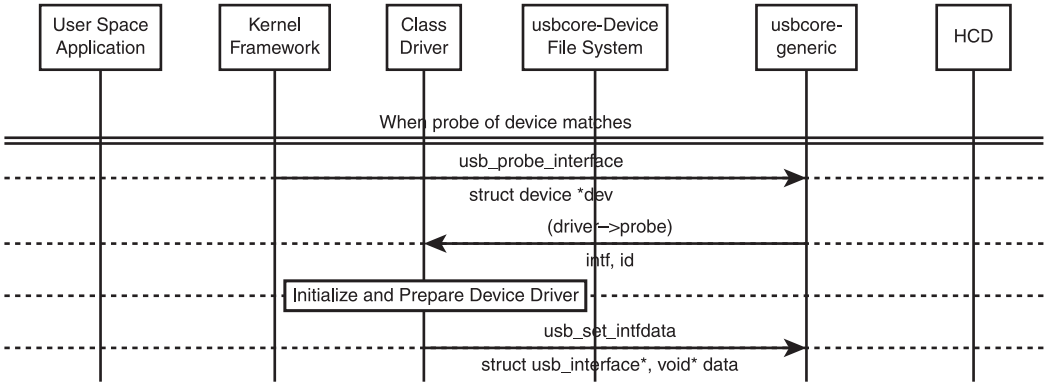 User Space
Application
Kernel
Framework
Class
Driver
usbcore-Device
File System
usbcore-
generic
HCD
When probe of device matches
usb_probe_interface
struct device *dev
(driver–>probe)
intf, id
Initialize and Prepare Device Driver
usb_set_intfdata
struct usb_interface*, void* data